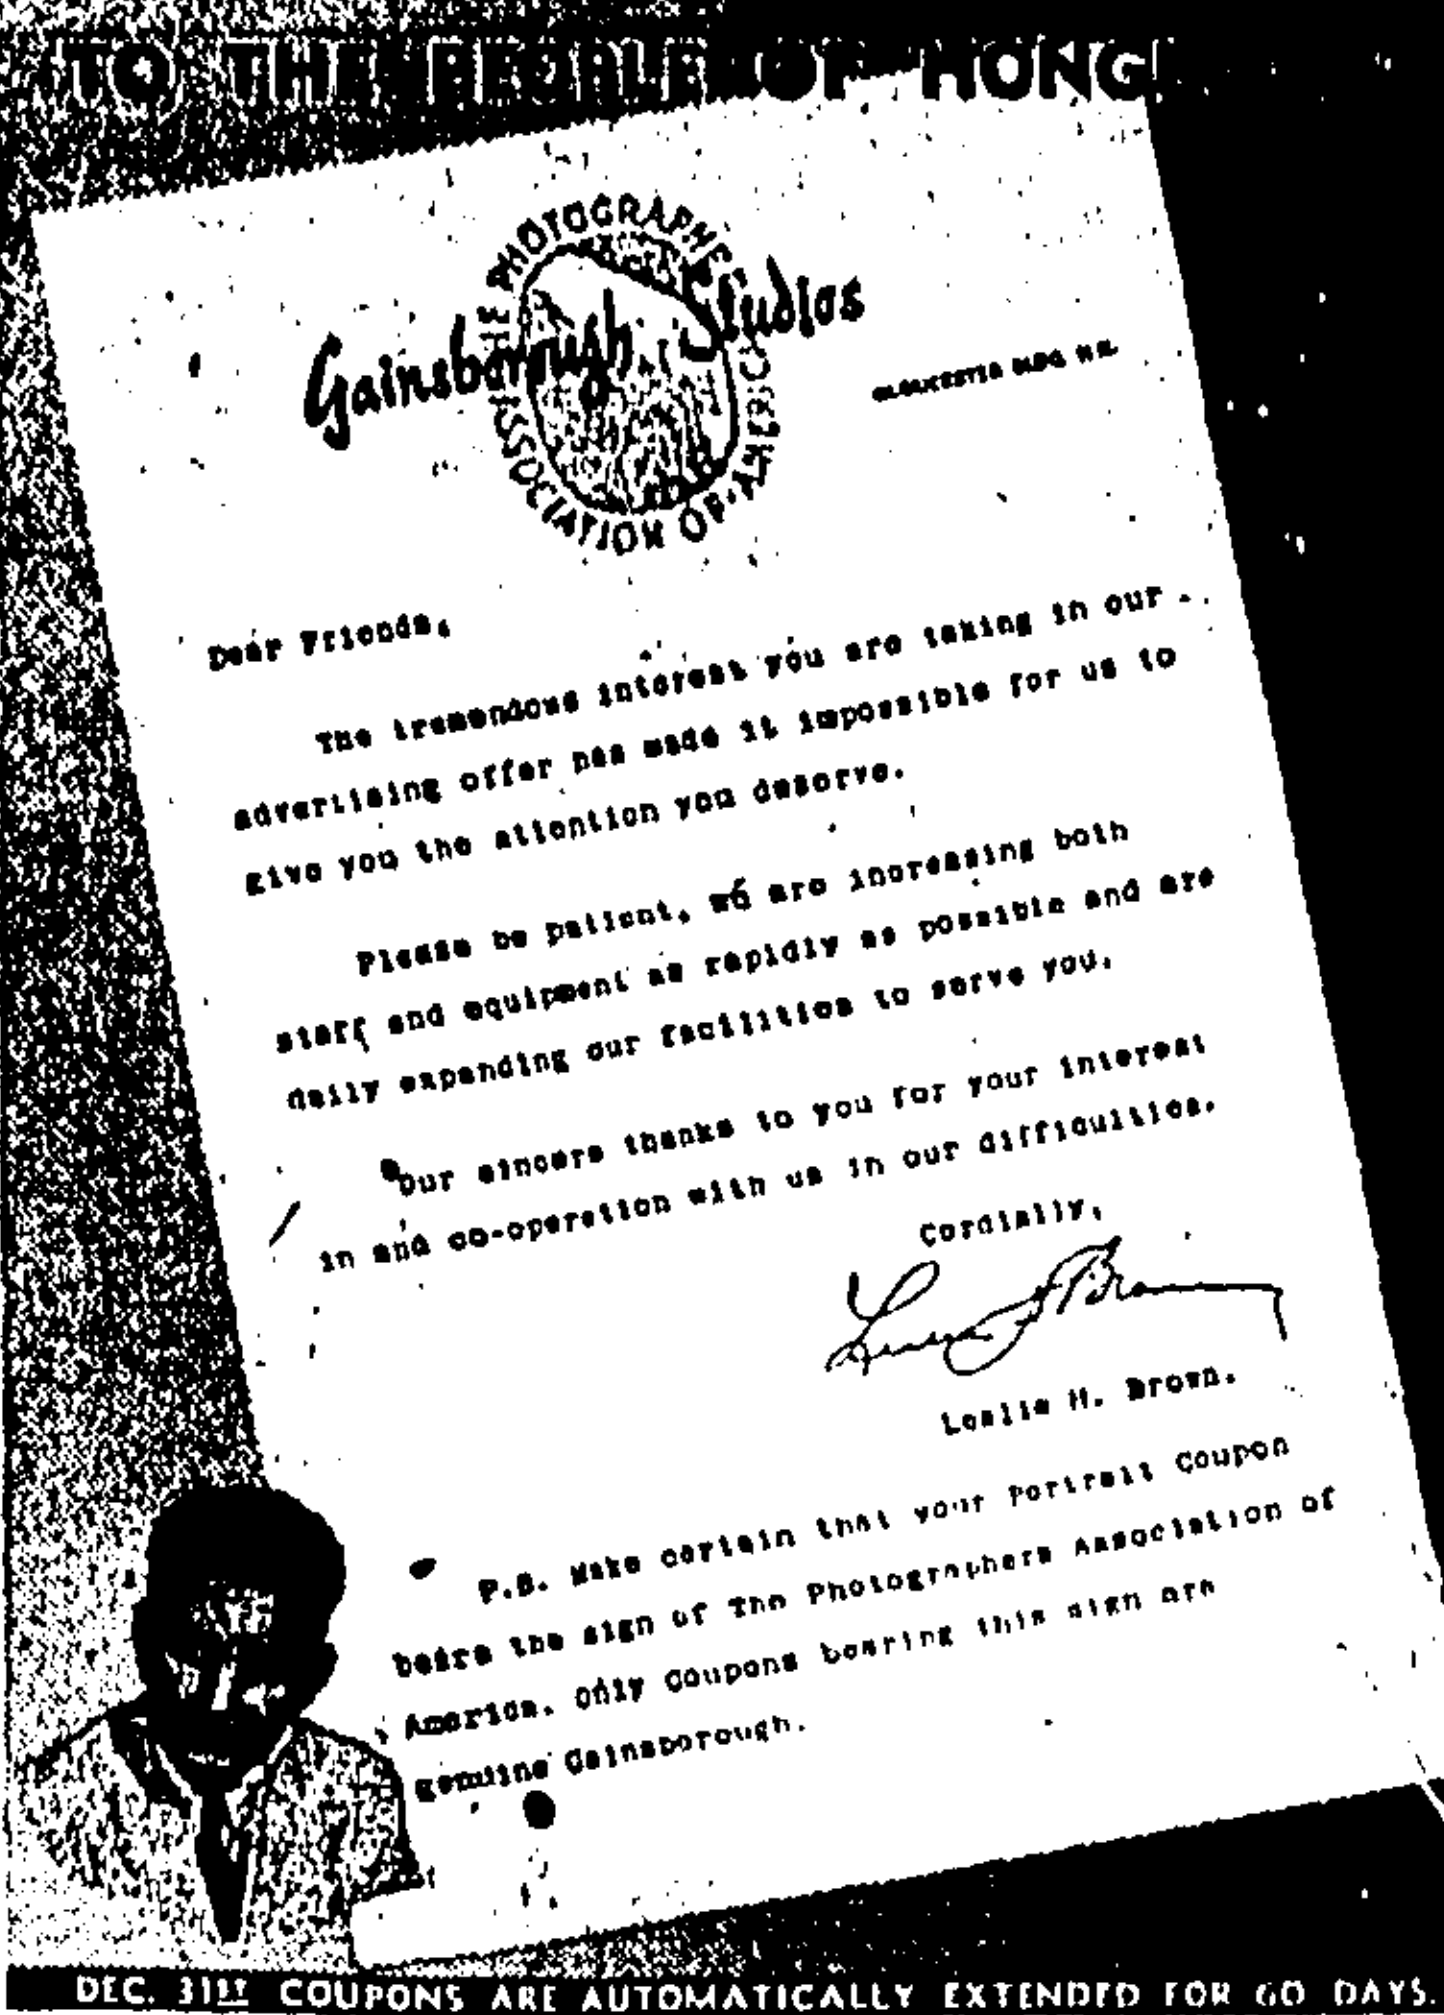 TO THE PEOPLE OF HONG
THE PHOTOGRAPHERS ASSOCIATION OF AMERICA
Gainsborough Studios
GLOUCESTER BLDG H.K.
Dear Friends,
The tremendous interest you are taking in our
advertising offer has made it impossible for us to
give you the attention you deserve.
Please be patient, we are increasing both
staff and equipment as rapidly as possible and are
daily expanding our facilities to serve you.
Our sincere thanks to you for your interest
in and co-operation with us in our difficulties.
Cordially,
Leslie H. Brown.
P.S. Make certain that your Portrait Coupon
bears the sign of The Photographers Association of
America. Only Coupons bearing this sign are
genuine Gainsborough.
DEC. 31ST COUPONS ARE AUTOMATICALLY EXTENDED FOR 60 DAYS.